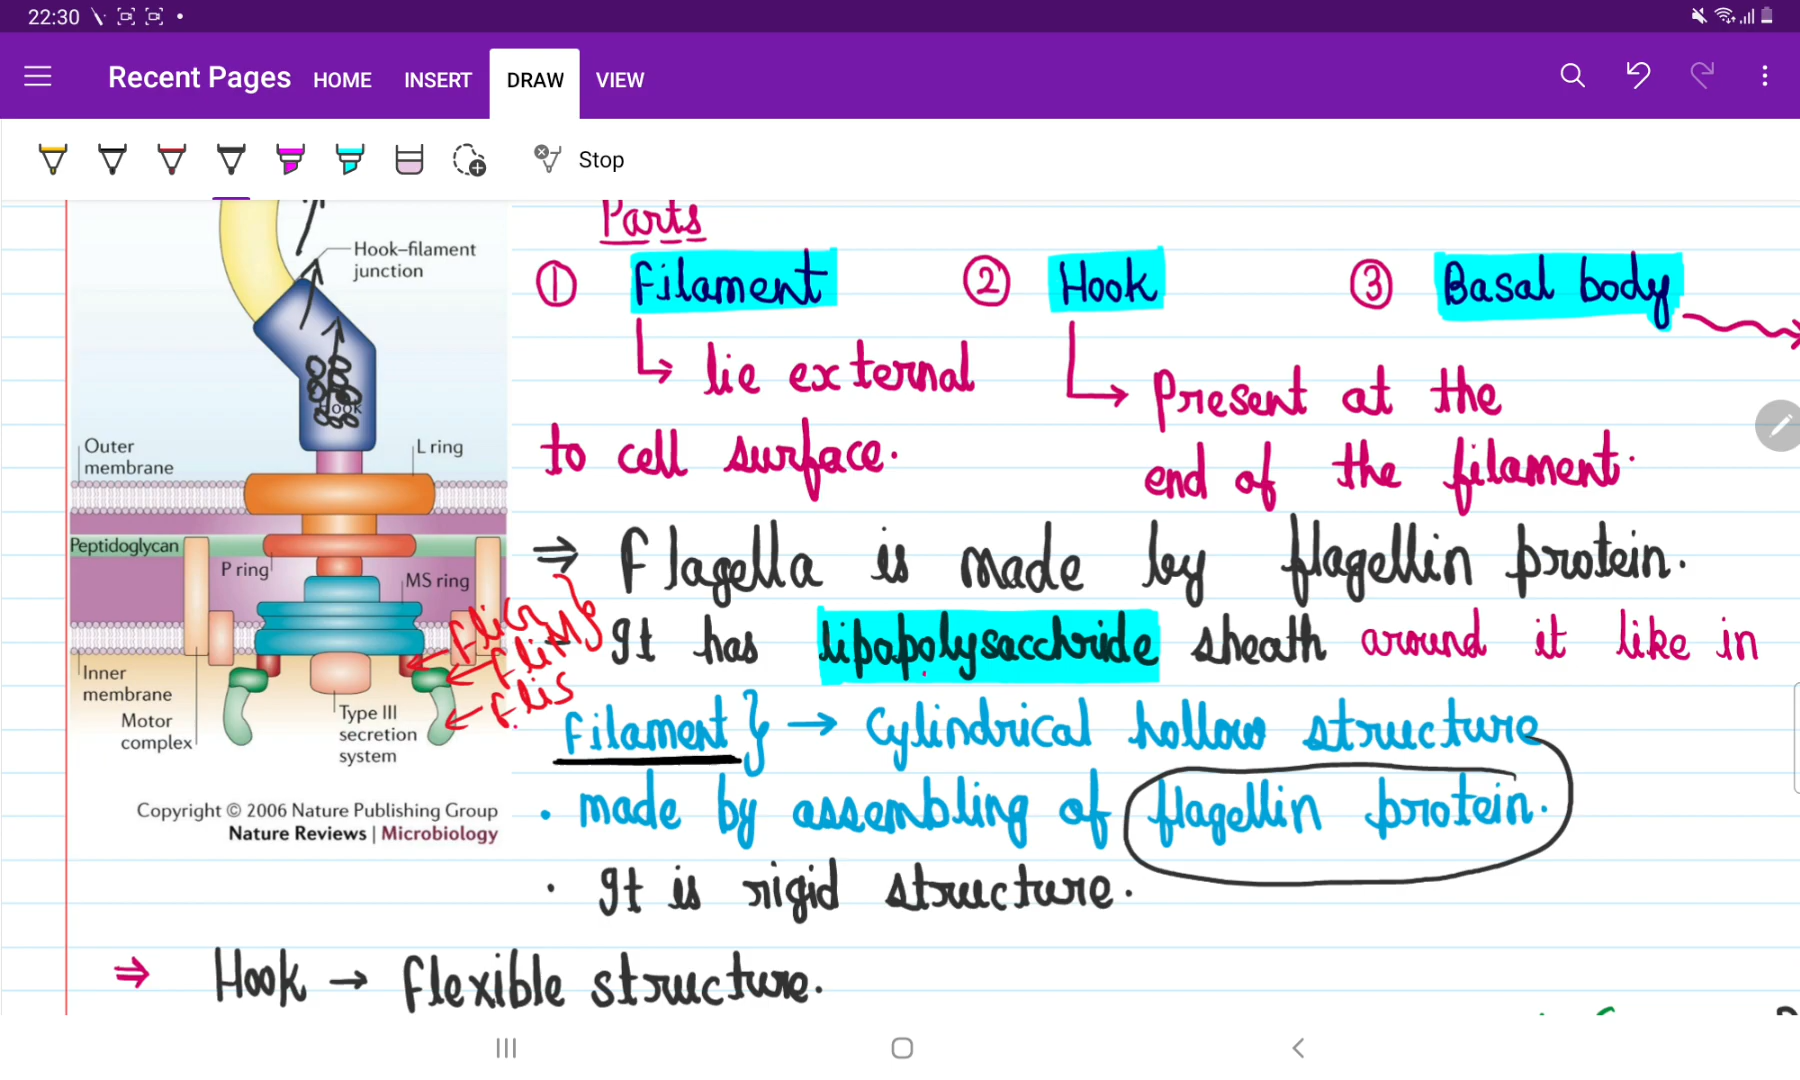 22:30
Recent Pages HOME INSERT DRAW VIEW
Stop
Hook–filament
junction
Hook
Outer
membrane
L ring
Peptidoglycan
P ring
MS ring
Inner
membrane
Motor
complex
Type III
secretion
system
Copyright © 2006 Nature Publishing Group
Nature Reviews | Microbiology
Parts
① Filament ② Hook ③ Basal body
↳ lie external
to cell surface.
↳ Present at the
end of the filament.
⇒ Flagella is made by flagellin protein.
It has lipopolysacchride sheath around it like in
Filament } → Cylindrical hollow structure
• made by assembling of flagellin protein.
• It is rigid structure.
⇒ Hook → flexible structure.